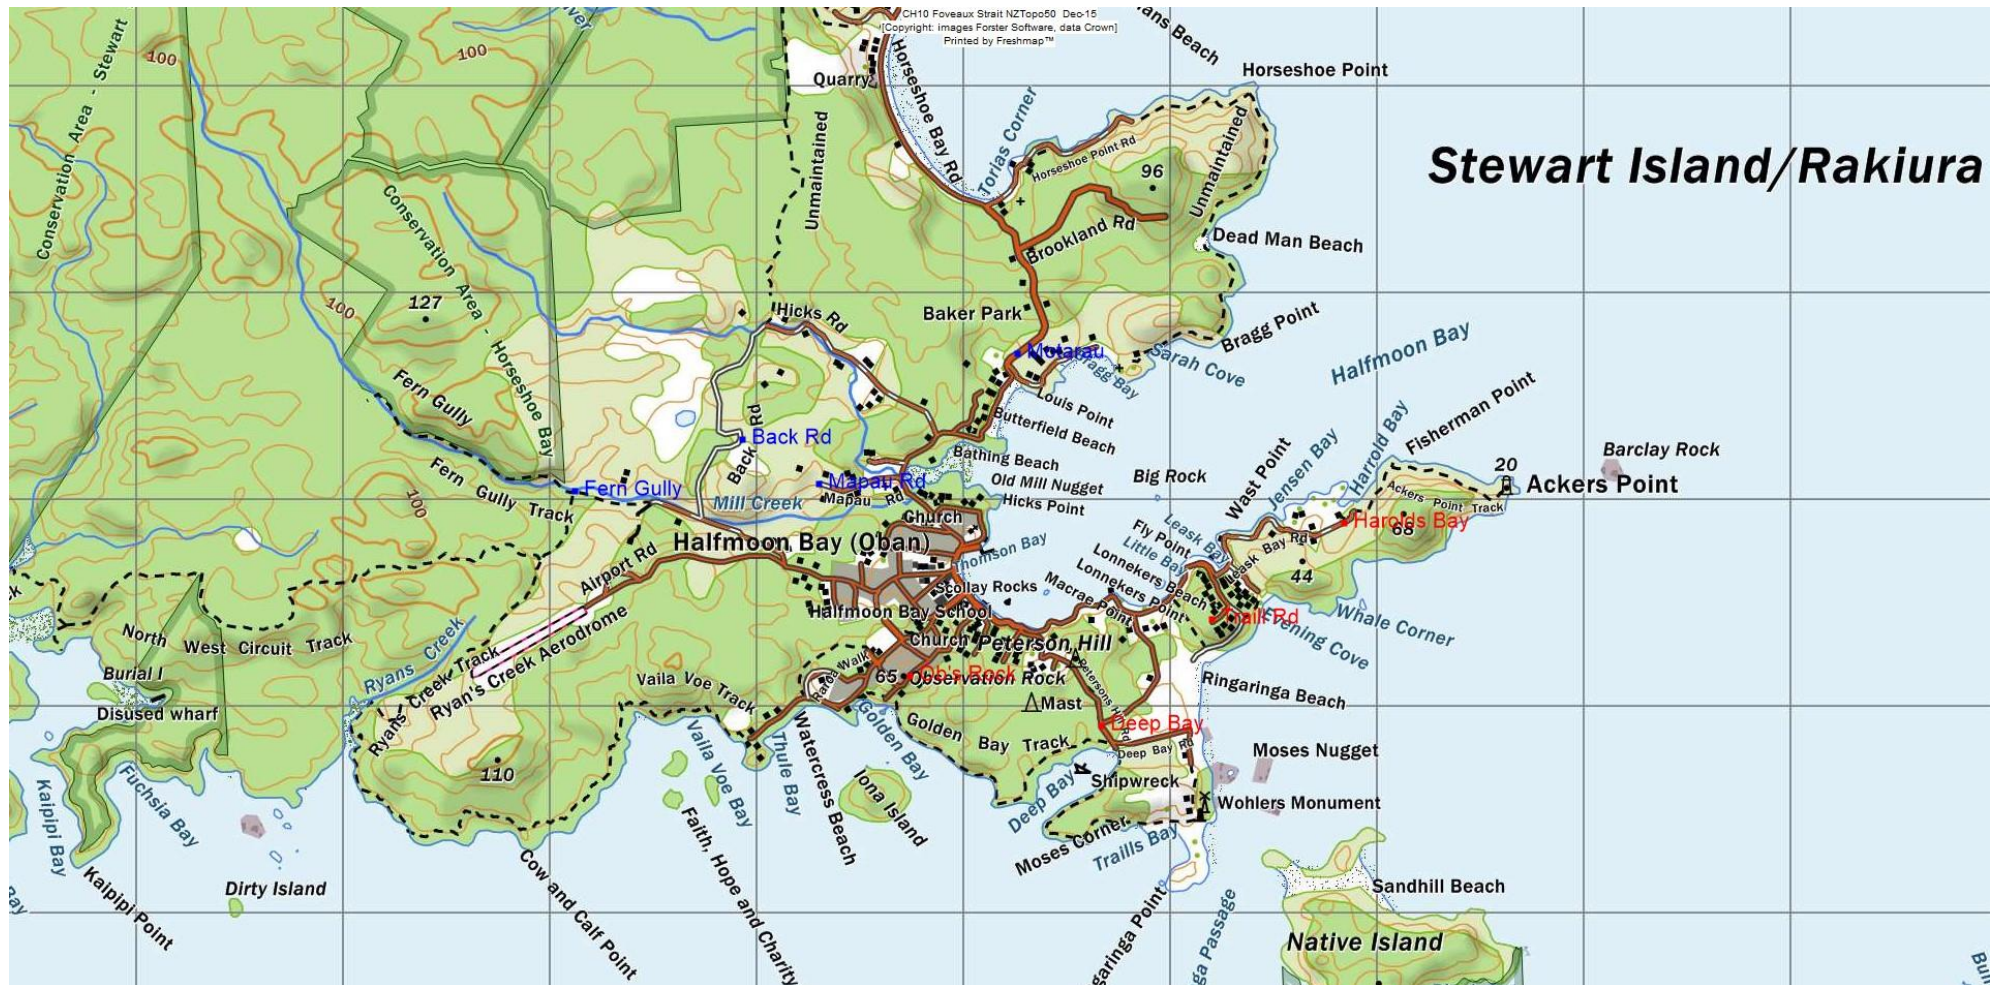 CH10 Foveaux Strait NZTopo50 Dec-15
[Copyright: images Forster Software, data Crown]
Printed by Freshmap™
Conservation Area - Stewart
100
100
Quarry
Horseshoe Bay Rd
Beach
Horseshoe Point
Torias Corner
Horseshoe Point Rd
Unmaintained
96
Unmaintained
Stewart Island/Rakiura
Brookland Rd
Dead Man Beach
Conservation Area - Horseshoe Bay
127
100
Hicks Rd
Baker Park
Bragg Point
Halfmoon Bay
Motarau
Bragg Bay
Sarah Cove
Fern Gully
Louis Point
Butterfield Beach
Fisherman Point
Back Rd
Back Rd
Bathing Beach
Wast Point
Jensen Bay
Harrold Bay
Barclay Rock
Fern Gully Track
100
Fern Gully
Mapau Rd
Mapau Rd
Mill Creek
Old Mill Nugget
Hicks Point
Big Rock
20
Ackers Point
Ackers Point Track
Church
Harolds Bay
68
Halfmoon Bay (Oban)
Thomson Bay
Fly Point
Leask Bay
Little Bay
Leask Bay Rd
Lonnekers Beach
Lonnekers Point
44
Airport Rd
Scollay Rocks
Macrae Point
Halfmoon Bay School
Traill Rd
Evening Cove
Whale Corner
North West Circuit Track
Ryans Creek
Ryans Creek Track
Ryan's Creek Aerodrome
Church
Peterson Hill
Burial I
Disused wharf
Vaila Voe Track
Raroa Walk
65
Ob's Rock
Observation Rock
Petersons Hill Rd
Ringaringa Beach
Mast
Golden Bay Track
Golden Bay
Deep Bay
Deep Bay Rd
Moses Nugget
110
Vaila Voe Bay
Thule Bay
Watercress Beach
Iona Island
Deep Bay
Shipwreck
Wohlers Monument
Kaipipi Bay
Fuchsia Bay
Moses Corner
Traills Bay
Kaipipi Point
Dirty Island
Cow and Calf Point
Faith, Hope and Charity
Sandhill Beach
Native Island